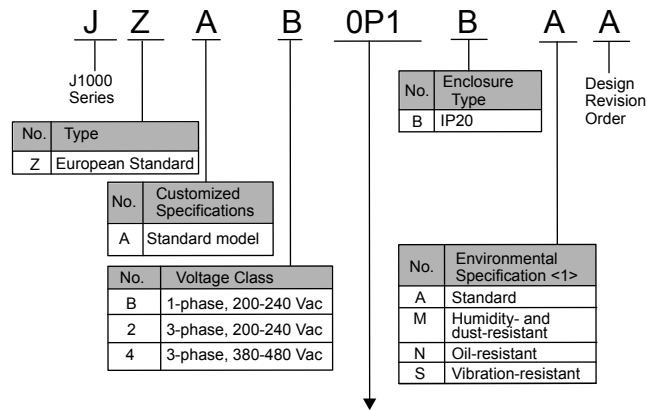 J Z A B 0P1 B A A
J1000
Series
No. Enclosure
Type
B IP20
Design
Revision
Order
No. Type
Z European Standard
No. Customized
Specifications
A Standard model
No. Voltage Class
B 1-phase, 200-240 Vac
2 3-phase, 200-240 Vac
4 3-phase, 380-480 Vac
No. Environmental
Specification <1>
A Standard
M Humidity- and
dust-resistant
N Oil-resistant
S Vibration-resistant